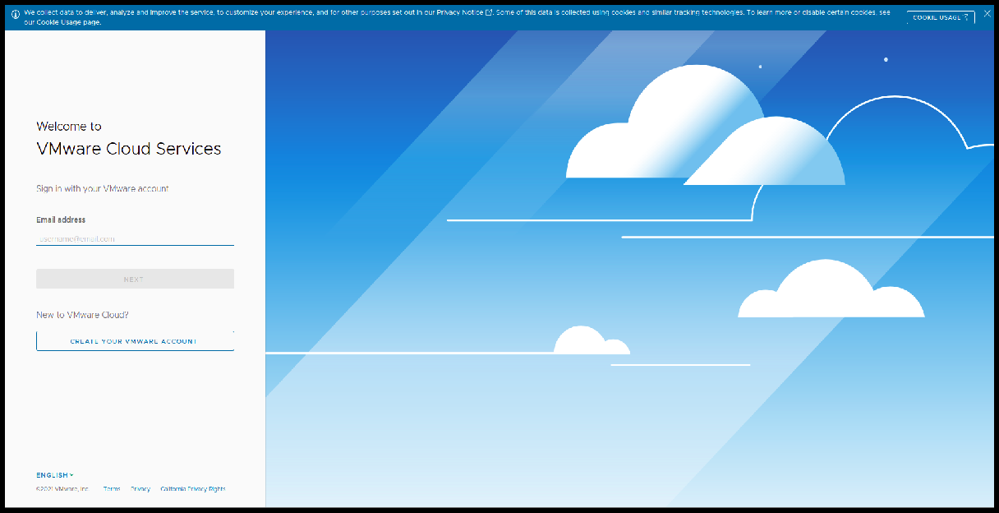 We collect data to deliver, analyze and improve the service, to customize your experience, and for other purposes set out in our Privacy Notice. Some of this data is collected using cookies and similar tracking technologies. To learn more or disable certain cookies, see
our Cookie Usage page.
COOKIE USAGE
Welcome to
VMware Cloud Services
Sign in with your VMware account
Email address
username@email.com
NEXT
New to VMware Cloud?
CREATE YOUR VMWARE ACCOUNT
ENGLISH
©2021 VMware, Inc. Terms Privacy California Privacy Rights